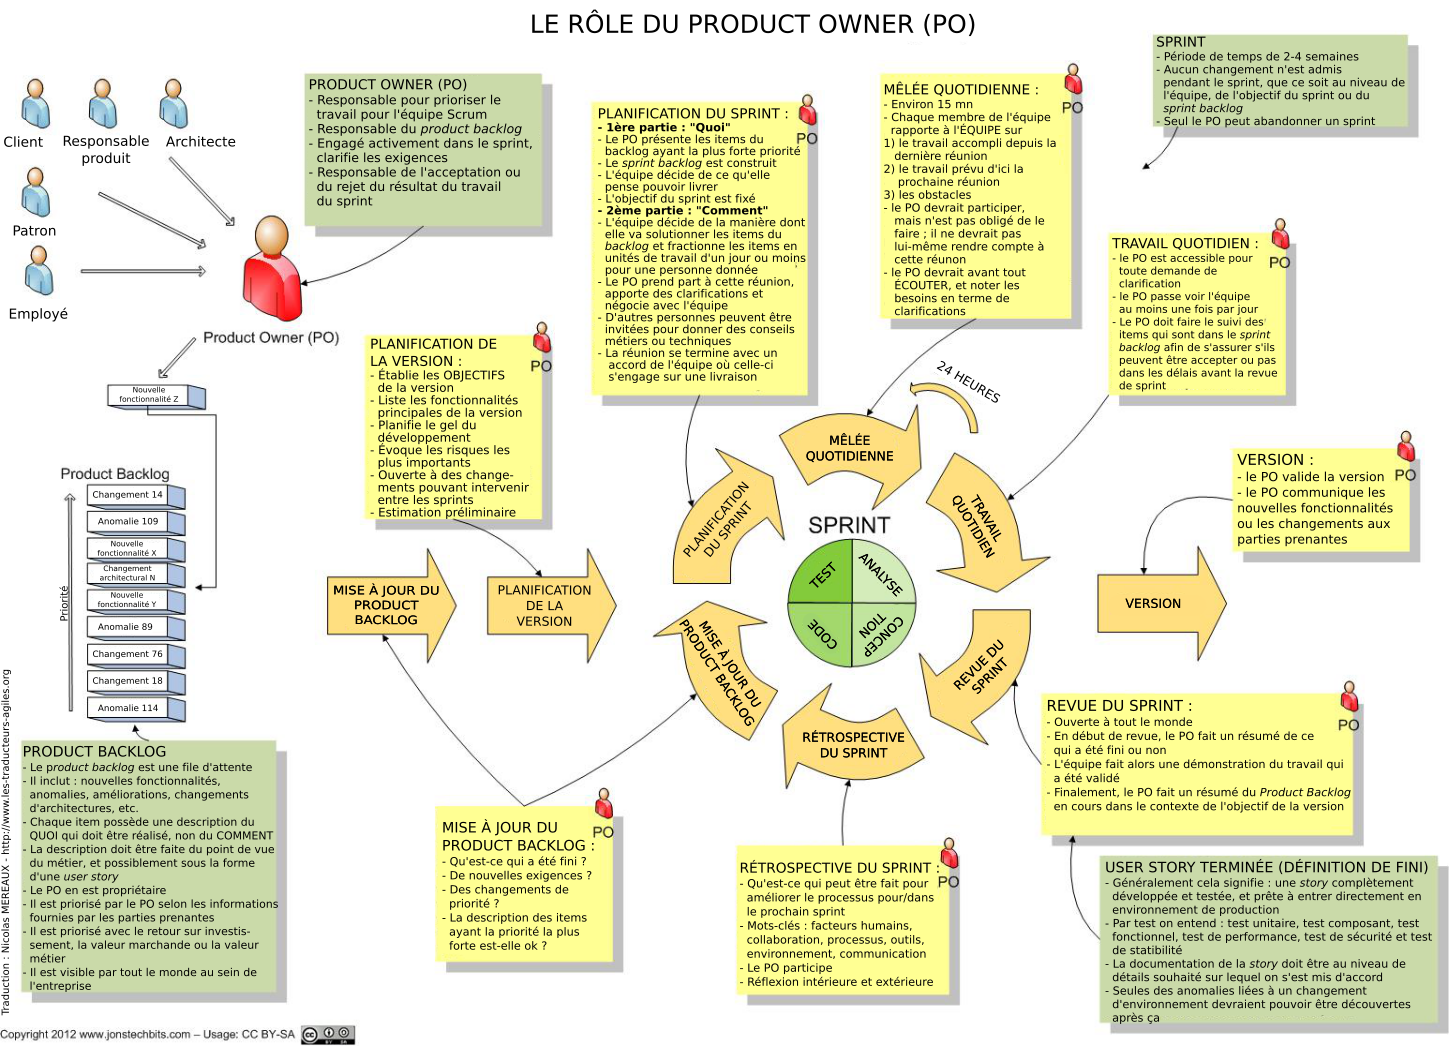 LE RÔLE DU PRODUCT OWNER (PO)
Client
Responsable
produit
Architecte
Patron
Employé
Product Owner (PO)
PRODUCT OWNER (PO)
- Responsable pour prioriser le
travail pour l'équipe Scrum
- Responsable du product backlog
- Engagé activement dans le sprint,
clarifie les exigences
- Responsable de l'acceptation ou
du rejet du résultat du travail
du sprint
PLANIFICATION DU SPRINT :
PO
- 1ère partie : "Quoi"
- Le PO présente les items du
backlog ayant la plus forte priorité
- Le sprint backlog est construit
- L'équipe décide de ce qu'elle
pense pouvoir livrer
- L'objectif du sprint est fixé
- 2ème partie : "Comment"
- L'équipe décide de la manière dont
elle va solutionner les items du
backlog et fractionne les items en
unités de travail d'un jour ou moins
pour une personne donnée
- Le PO prend part à cette réunion,
apporte des clarifications et
négocie avec l'équipe
- D'autres personnes peuvent être
invitées pour donner des conseils
métiers ou techniques
- La réunion se termine avec un
accord de l'équipe où celle-ci
s'engage sur une livraison
MÊLÉE QUOTIDIENNE :
PO
- Environ 15 mn
- Chaque membre de l'équipe
rapporte à l'ÉQUIPE sur
1) le travail accompli depuis la
dernière réunion
2) le travail prévu d'ici la
prochaine réunion
3) les obstacles
- le PO devrait participer,
mais n'est pas obligé de le
faire ; il ne devrait pas
lui-même rendre compte à
cette réunon
- le PO devrait avant tout
ÉCOUTER, et noter les
besoins en terme de
clarifications
SPRINT
- Période de temps de 2-4 semaines
- Aucun changement n'est admis
pendant le sprint, que ce soit au niveau de
l'équipe, de l'objectif du sprint ou du
sprint backlog
- Seul le PO peut abandonner un sprint
TRAVAIL QUOTIDIEN :
PO
- le PO est accessible pour
toute demande de
clarification
- le PO passe voir l'équipe
au moins une fois par jour
- Le PO doit faire le suivi des
items qui sont dans le sprint
backlog afin de s'assurer s'ils
peuvent être accepter ou pas
dans les délais avant la revue
de sprint
PLANIFICATION DE
LA VERSION :
PO
- Établie les OBJECTIFS
de la version
- Liste les fonctionnalités
principales de la version
- Planifie le gel du
développement
- Évoque les risques les
plus importants
- Ouverte à des change-
ments pouvant intervenir
entre les sprints
- Estimation préliminaire
VERSION :
PO
- le PO valide la version
- le PO communique les
nouvelles fonctionnalités
ou les changements aux
parties prenantes
Nouvelle
fonctionnalité Z
Product Backlog
Priorité
Changement 14
Anomalie 109
Nouvelle
fonctionnalité X
Changement
architectural N
Nouvelle
fonctionnalité Y
Anomalie 89
Changement 76
Changement 18
Anomalie 114
MISE À JOUR DU
PRODUCT
BACKLOG
PLANIFICATION
DE LA
VERSION
PLANIFICATION
DU SPRINT
MÊLÉE
QUOTIDIENNE
24 HEURES
TRAVAIL
QUOTIDIEN
REVUE DU
SPRINT
RÉTROSPECTIVE
DU SPRINT
MISE À JOUR DU
PRODUCT BACKLOG
SPRINT
TEST
ANALYSE
CODE
CONCEP
TION
VERSION
PRODUCT BACKLOG
- Le product backlog est une file d'attente
- Il inclut : nouvelles fonctionnalités,
anomalies, améliorations, changements
d'architectures, etc.
- Chaque item possède une description du
QUOI qui doit être réalisé, non du COMMENT
- La description doit être faite du point de vue
du métier, et possiblement sous la forme
d'une user story
- Le PO en est propriétaire
- Il est priorisé par le PO selon les informations
fournies par les parties prenantes
- Il est priorisé avec le retour sur investis-
sement, la valeur marchande ou la valeur
métier
- Il est visible par tout le monde au sein de
l'entreprise
MISE À JOUR DU
PRODUCT BACKLOG :
PO
- Qu'est-ce qui a été fini ?
- De nouvelles exigences ?
- Des changements de
priorité ?
- La description des items
ayant la priorité la plus
forte est-elle ok ?
RÉTROSPECTIVE DU SPRINT :
PO
- Qu'est-ce qui peut être fait pour
améliorer le processus pour/dans
le prochain sprint
- Mots-clés : facteurs humains,
collaboration, processus, outils,
environnement, communication
- Le PO participe
- Réflexion intérieure et extérieure
REVUE DU SPRINT :
PO
- Ouverte à tout le monde
- En début de revue, le PO fait un résumé de ce
qui a été fini ou non
- L'équipe fait alors une démonstration du travail qui
a été validé
- Finalement, le PO fait un résumé du Product Backlog
en cours dans le contexte de l'objectif de la version
USER STORY TERMINÉE (DÉFINITION DE FINI)
- Généralement cela signifie : une story complètement
développée et testée, et prête à entrer directement en
environnement de production
- Par test on entend : test unitaire, test composant, test
fonctionnel, test de performance, test de sécurité et test
de statibilité
- La documentation de la story doit être au niveau de
détails souhaité sur lequel on s'est mis d'accord
- Seules des anomalies liées à un changement
d'environnement devraient pouvoir être découvertes
après ça
Traduction : Nicolas MEREAUX - http://www.les-traducteurs-agiles.org
Copyright 2012 www.jonstechbits.com – Usage: CC BY-SA
cc
BY SA